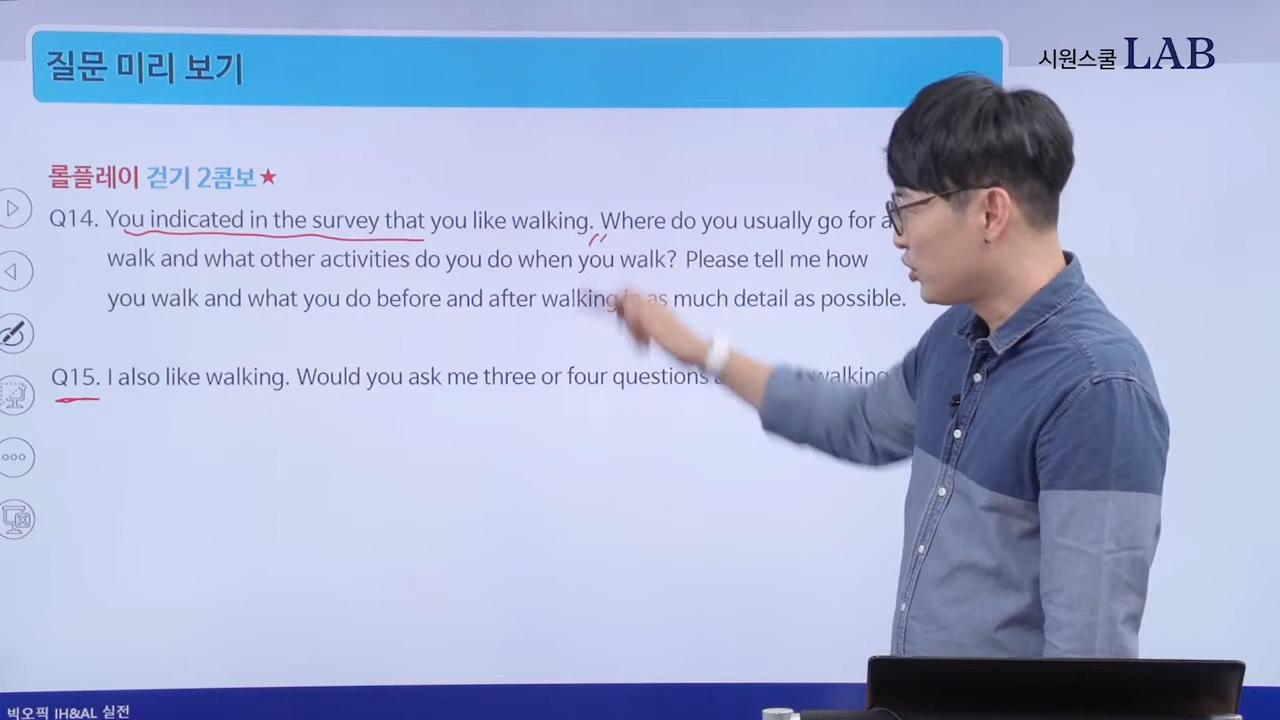 질문 미리 보기
시원스쿨 LAB
롤플레이 걷기 2콤보★
Q14. You indicated in the survey that you like walking. Where do you usually go for a
walk and what other activities do you do when you walk? Please tell me how
you walk and what you do before and after walking in as much detail as possible.
Q15. I also like walking. Would you ask me three or four questions walking
빅오픽 IH&AL 실전